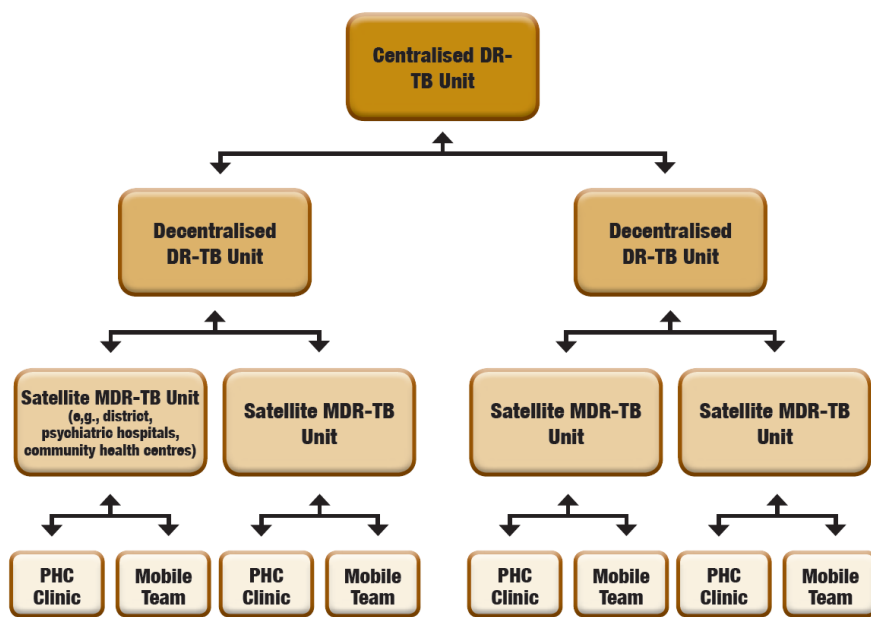 Centralised DR-
TB Unit
Decentralised
DR-TB Unit
Decentralised
DR-TB Unit
Satellite MDR-TB Unit
(e,g., district,
psychiatric hospitals,
community health centres)
Satellite MDR-TB
Unit
Satellite MDR-TB
Unit
Satellite MDR-TB
Unit
PHC
Clinic
Mobile
Team
PHC
Clinic
Mobile
Team
PHC
Clinic
Mobile
Team
PHC
Clinic
Mobile
Team